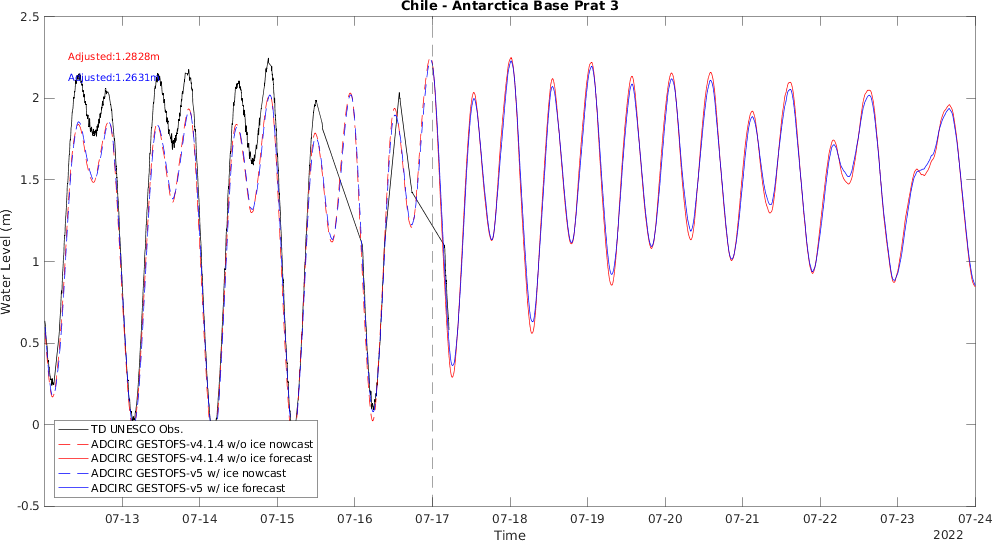 Chile - Antarctica Base Prat 3
2.5
2
1.5
1
0.5
0
-0.5
Water Level (m)
Adjusted:1.2828m
Adjusted:1.2631m
TD UNESCO Obs.
ADCIRC GESTOFS-v4.1.4 w/o ice nowcast
ADCIRC GESTOFS-v4.1.4 w/o ice forecast
ADCIRC GESTOFS-v5 w/ ice nowcast
ADCIRC GESTOFS-v5 w/ ice forecast
07-13 07-14 07-15 07-16 07-17 07-18 07-19 07-20 07-21 07-22 07-23 07-24
Time
2022